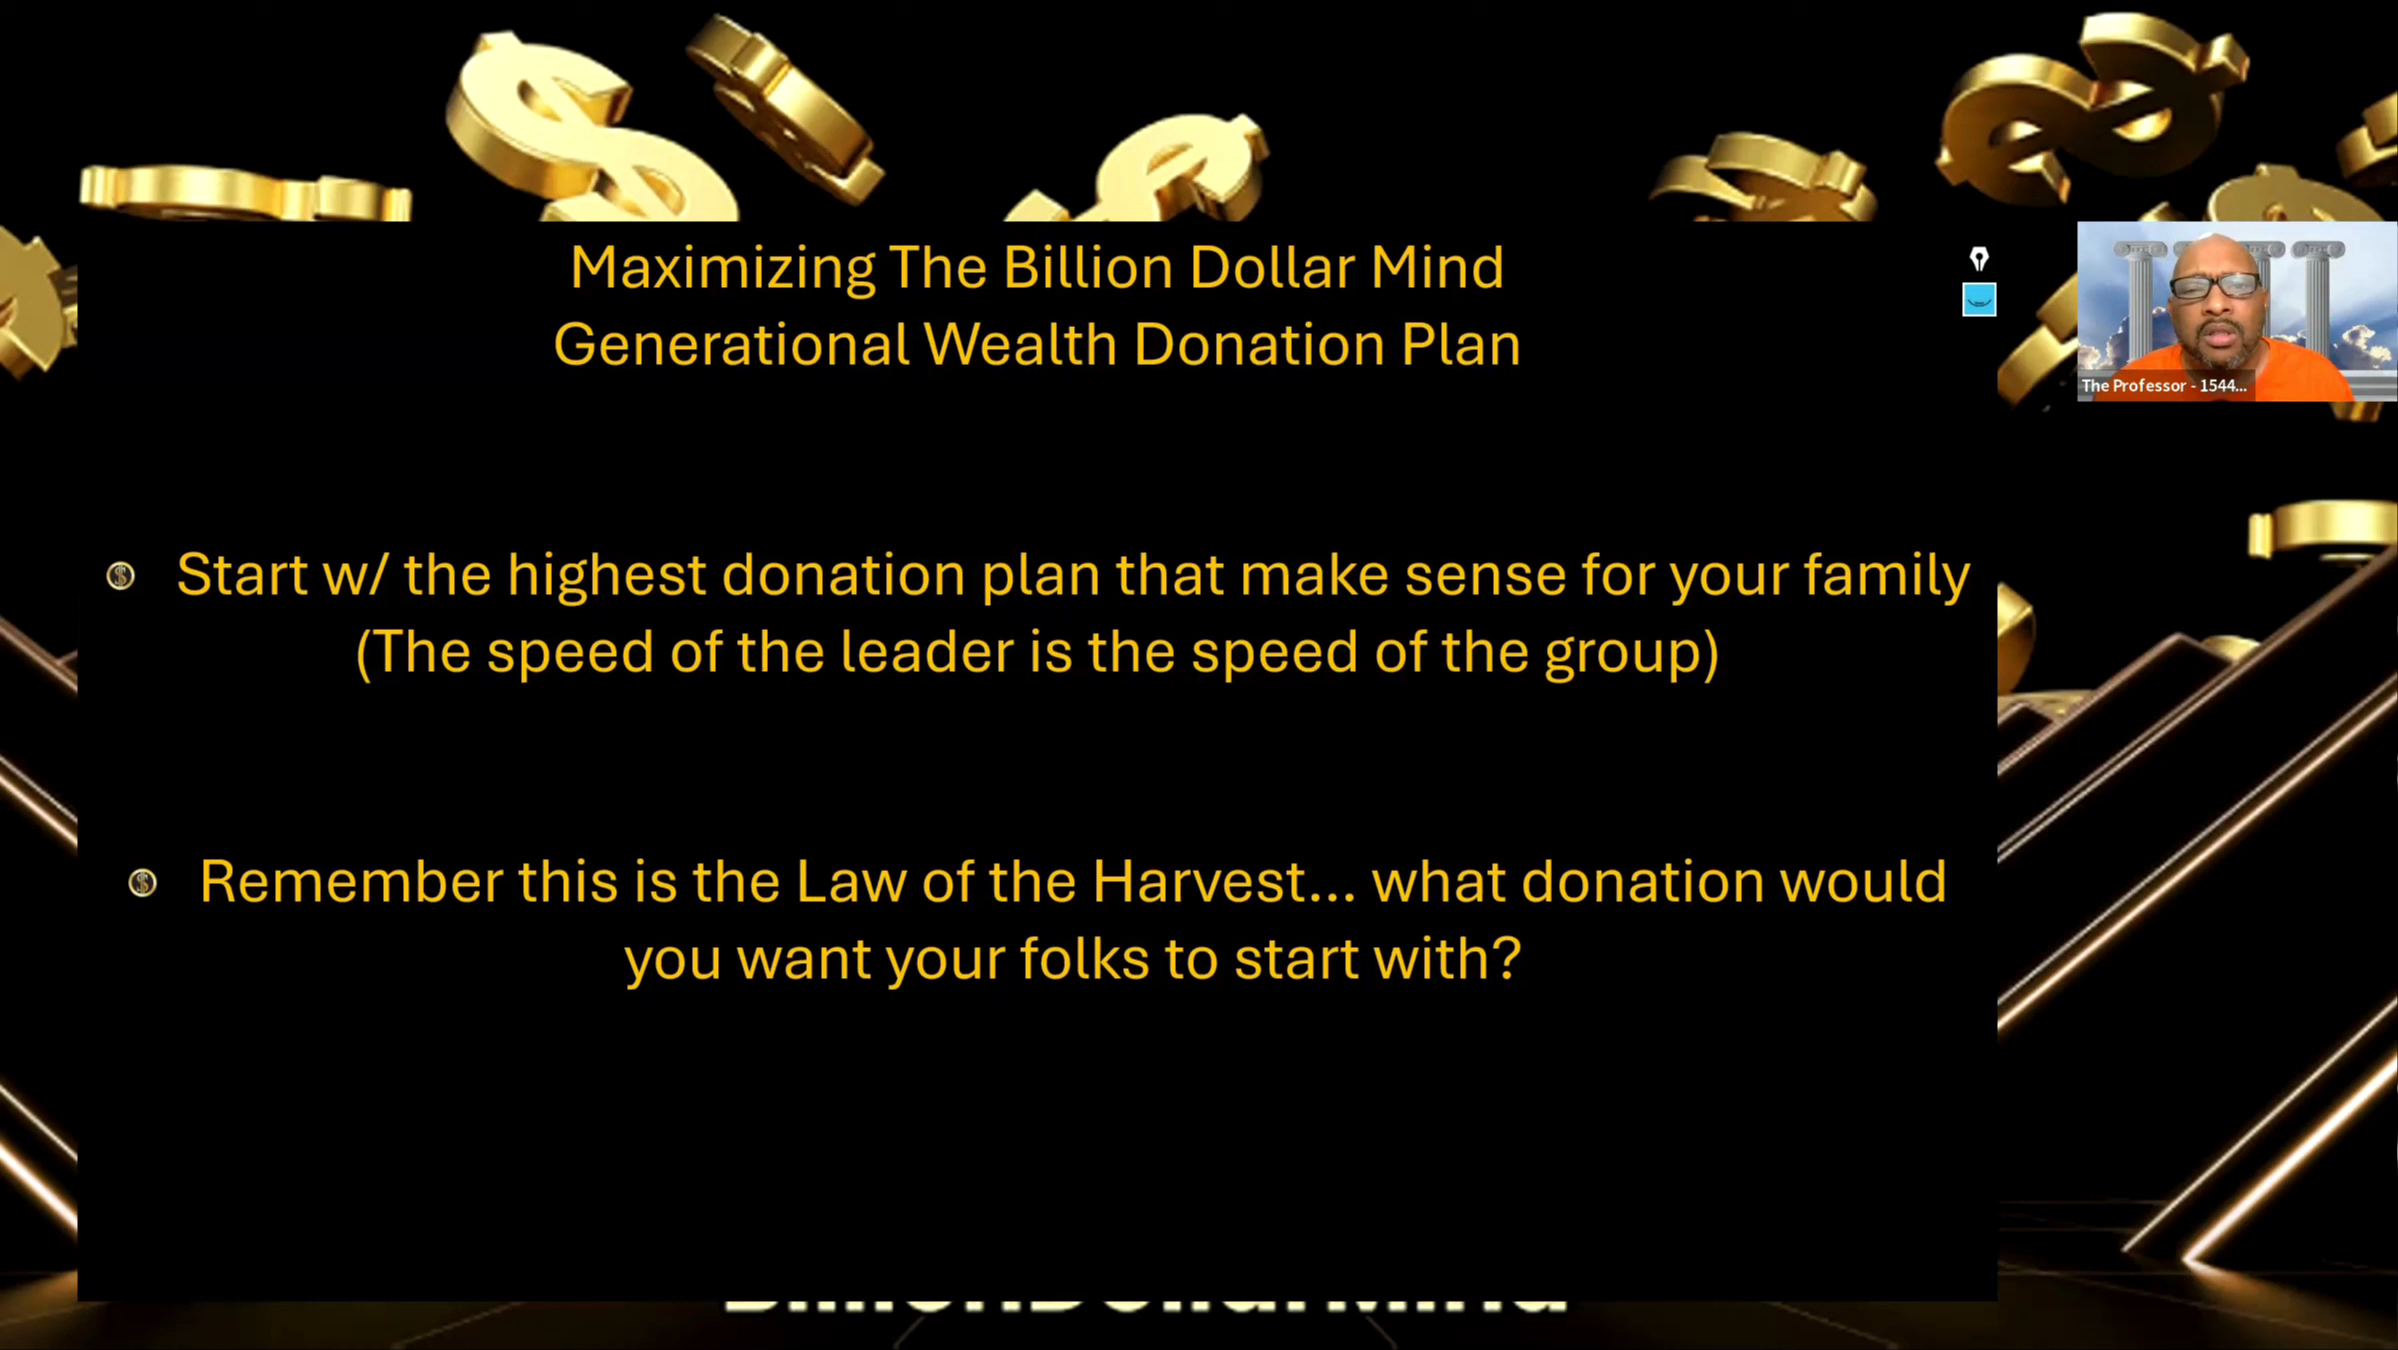 Maximizing The Billion Dollar Mind
Generational Wealth Donation Plan
The Professor - 1544...
Start w/ the highest donation plan that make sense for your family
(The speed of the leader is the speed of the group)
Remember this is the Law of the Harvest... what donation would
you want your folks to start with?
BillionDollarMind